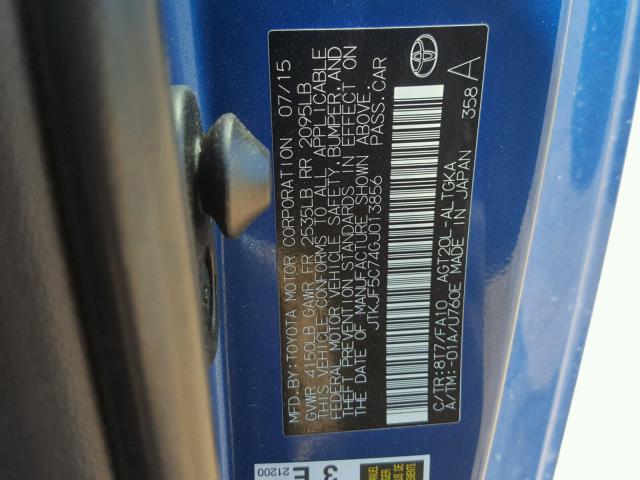 MFD.BY:TOYOTA MOTOR CORPORATION 07/15
GVWR 4150LB GAWR FR 2535LB RR 2095LB
THIS VEHICLE CONFORMS TO ALL APPLICABLE
FEDERAL MOTOR VEHICLE SAFETY, BUMPER, AND
THEFT PREVENTION STANDARDS IN EFFECT ON
THE DATE OF MANUFACTURE SHOWN ABOVE.
JTKJF5C74GJ013856 PASS.CAR
C/TR:8T7/FA10 AGT20L-ALTGKA
A/TM:-01A/U760E MADE IN JAPAN 358 A
21200